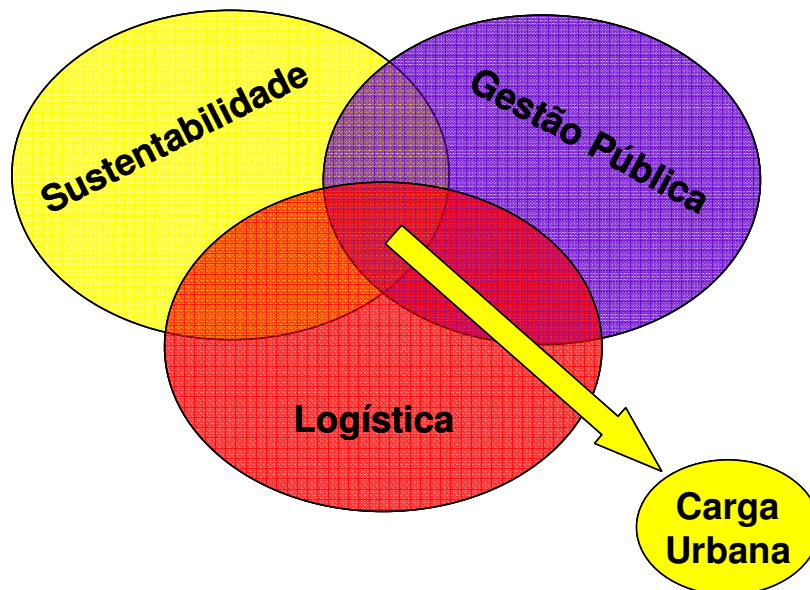 Sustentabilidade
Gestão Pública
Logística
Carga
Urbana